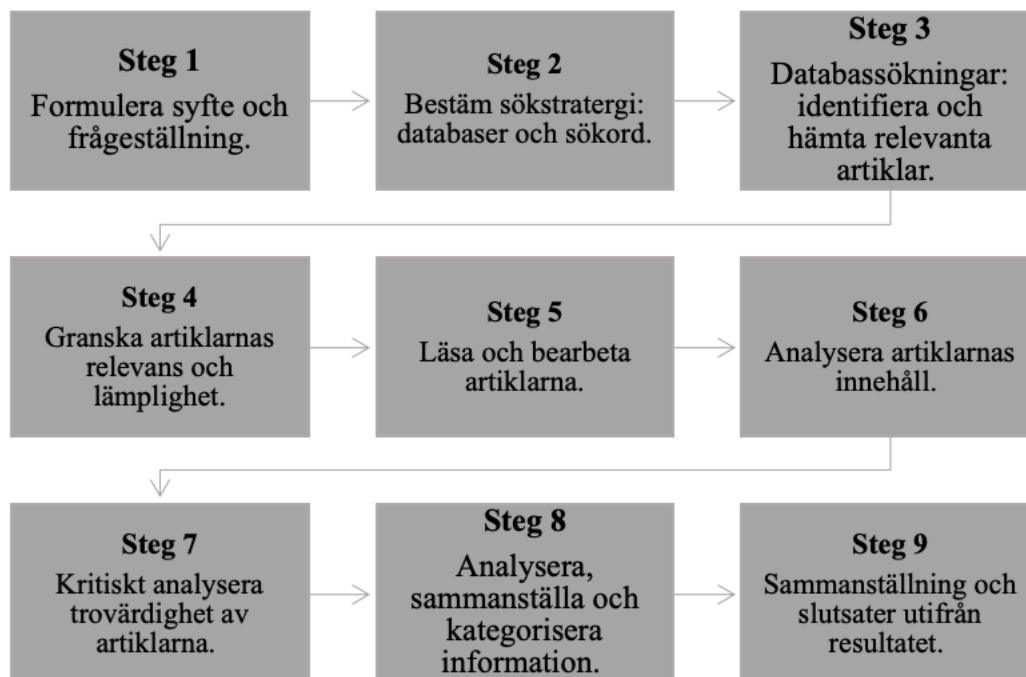 Steg 1
Formulera syfte och
frågeställning.
Steg 2
Bestäm sökstratergi:
databaser och sökord.
Steg 3
Databassökningar:
identifiera och
hämta relevanta
artiklar.
Steg 4
Granska artiklarnas
relevans och
lämplighet.
Steg 5
Läsa och bearbeta
artiklarna.
Steg 6
Analysera artiklarnas
innehåll.
Steg 7
Kritiskt analysera
trovärdighet av
artiklarna.
Steg 8
Analysera,
sammanställa och
kategorisera
information.
Steg 9
Sammanställning och
slutsater utifrån
resultatet.